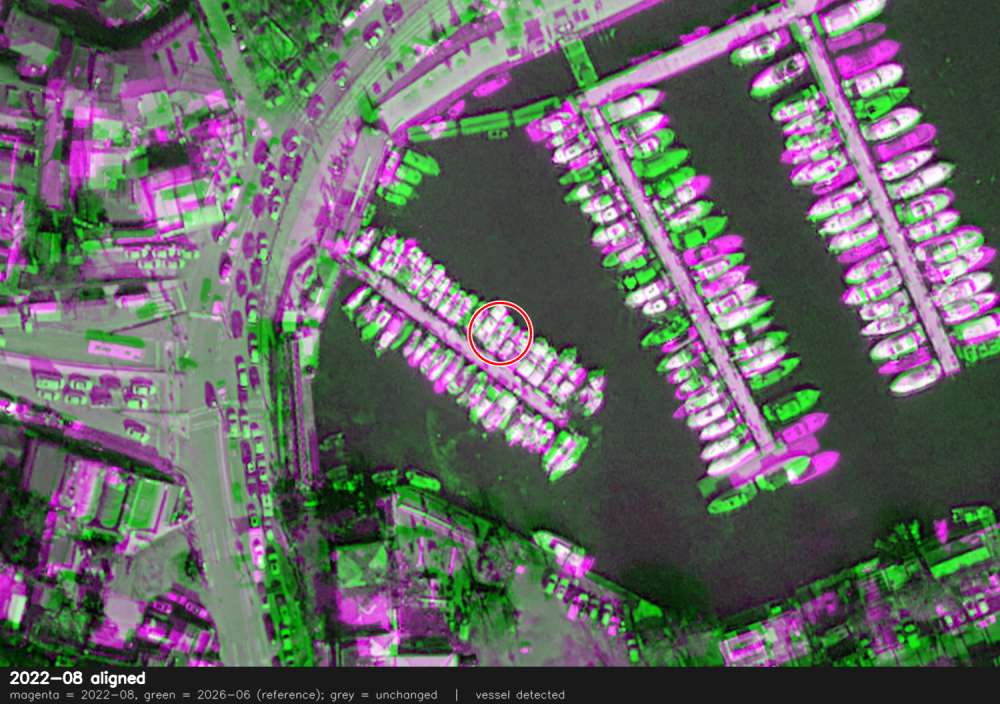 2022-08 aligned
magenta = 2022-08, green = 2026-06 (reference); grey = unchanged | vessel detected